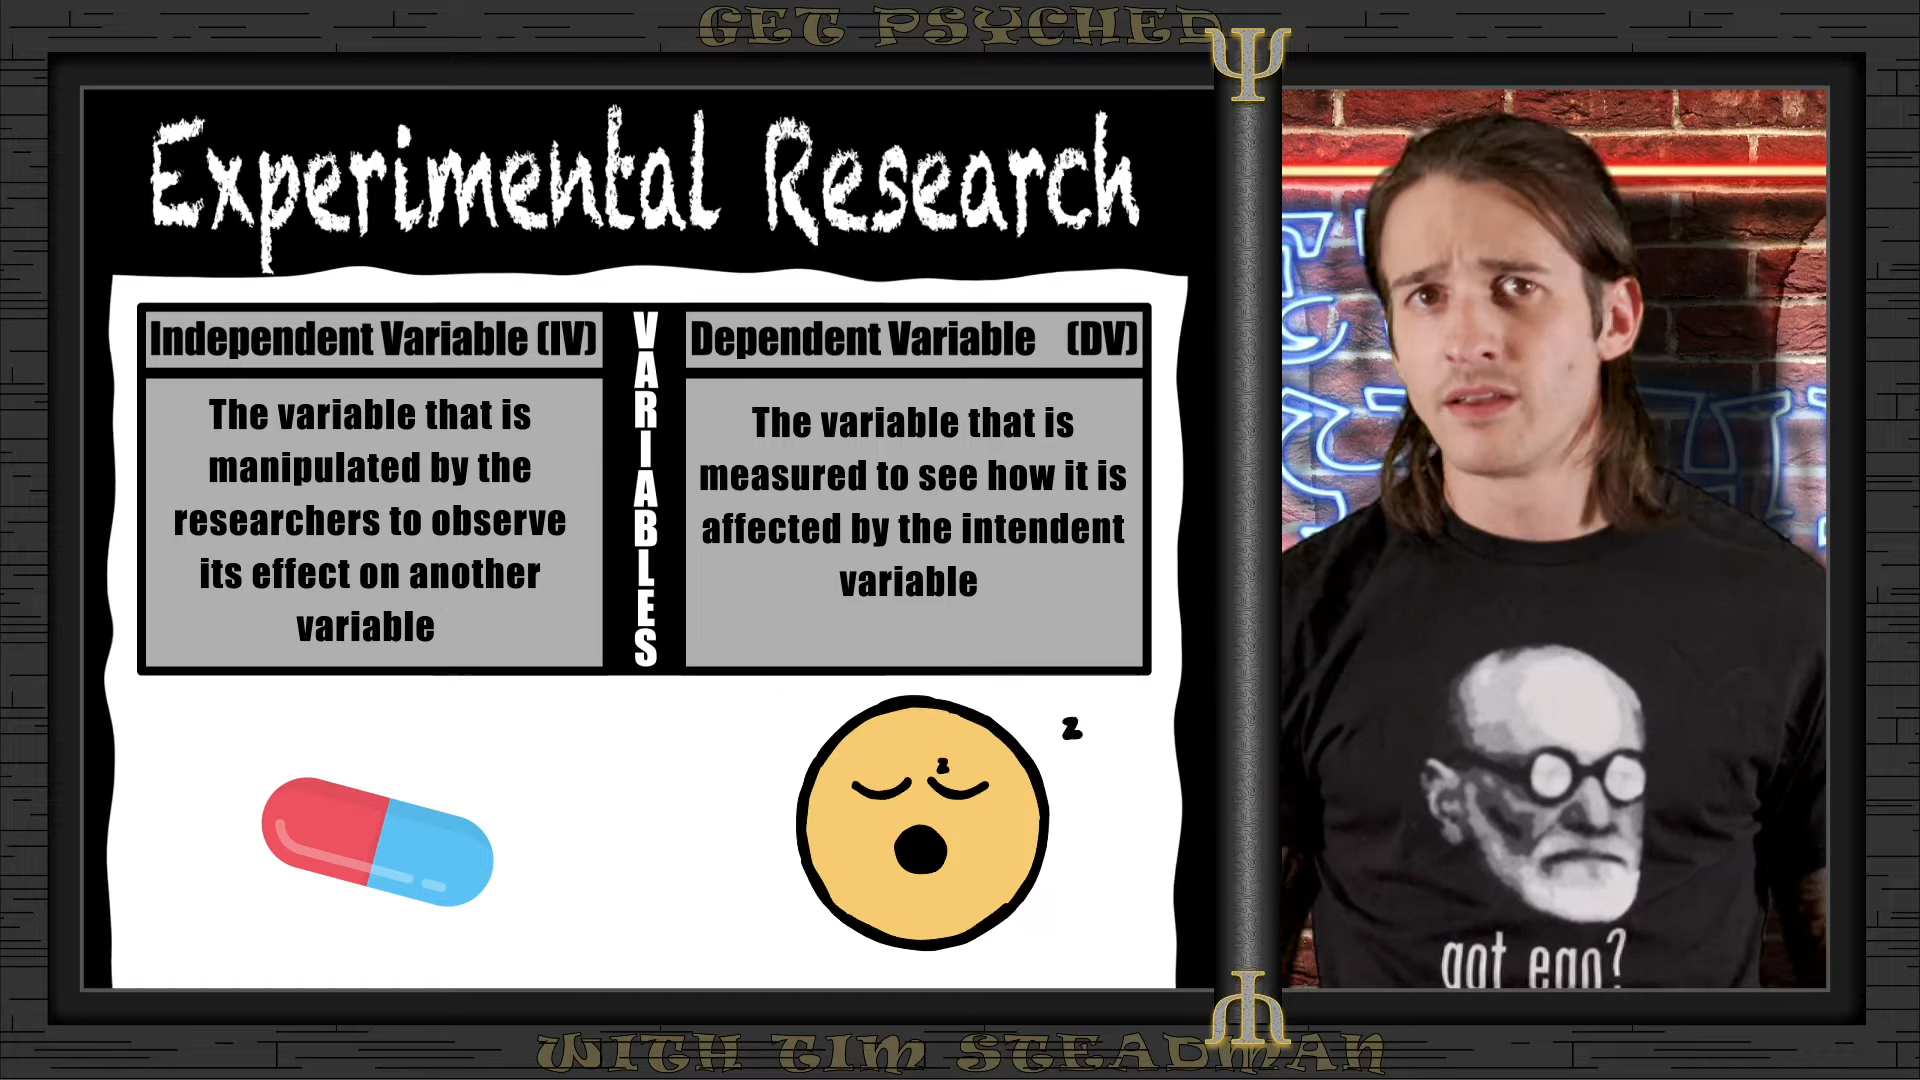 GET PSYCHED
Experimental Research
Independent Variable (IV)
The variable that is
manipulated by the
researchers to observe
its effect on another
variable
VARIABLES
Dependent Variable (DV)
The variable that is
measured to see how it is
affected by the intendent
variable
z
z
got ego?
WITH TIM STEADMAN